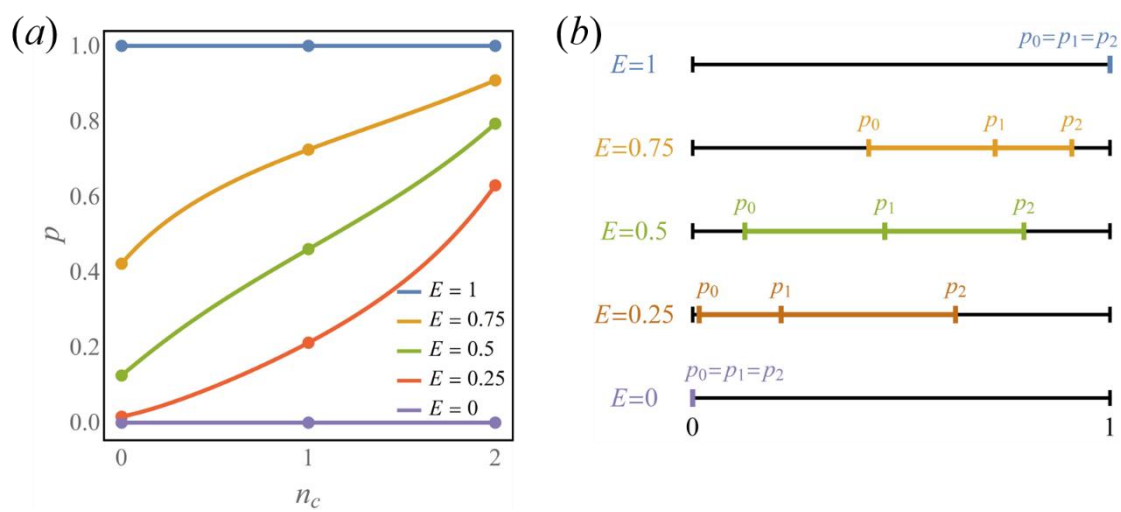 (a)
p
1.0
0.8
0.6
0.4
0.2
0.0
E = 1
E = 0.75
E = 0.5
E = 0.25
E = 0
0 1 2
n_c
(b)
p₀=p₁=p₂
E=1
p₀ p₁ p₂
E=0.75
p₀ p₁ p₂
E=0.5
p₀ p₁ p₂
E=0.25
p₀=p₁=p₂
E=0
0 1